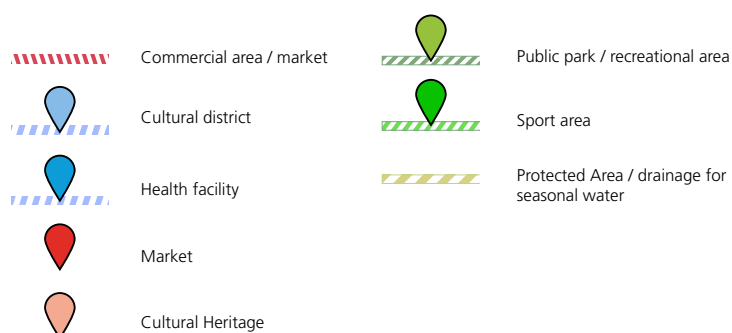 Commercial area / market
Cultural district
Health facility
Market
Cultural Heritage
Public park / recreational area
Sport area
Protected Area / drainage for
seasonal water